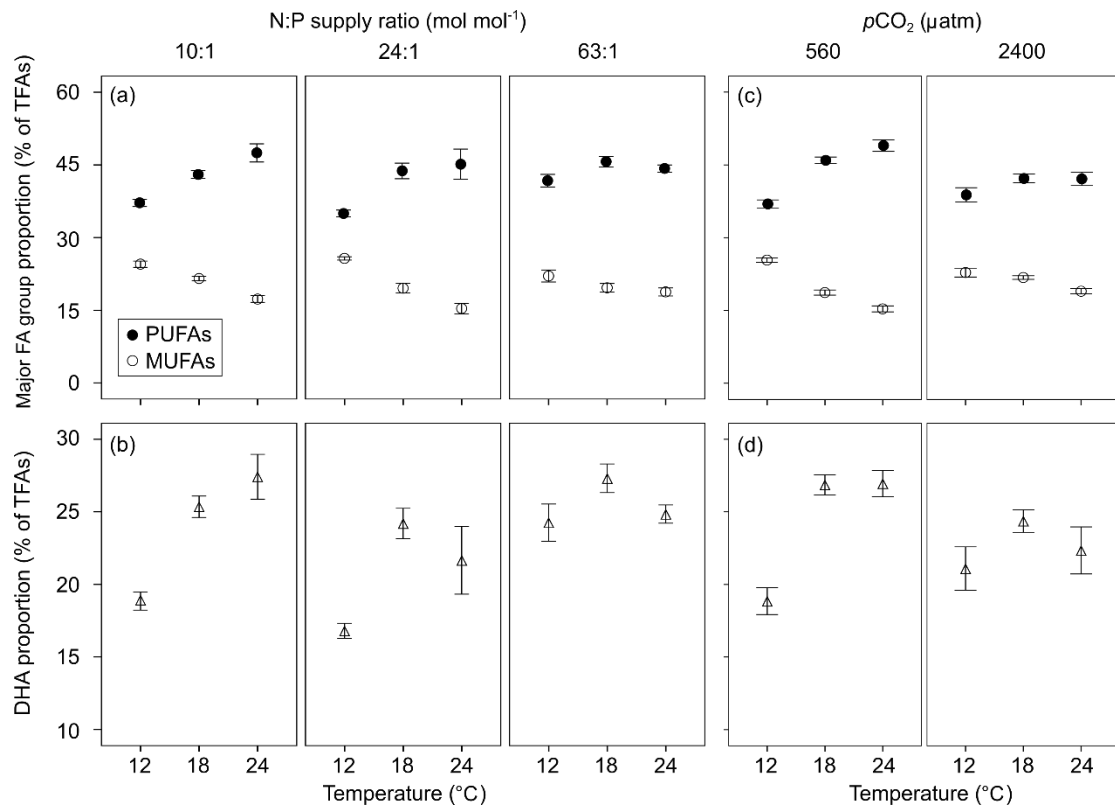 N:P supply ratio (mol mol⁻¹) pCO₂ (µatm)
10:1 24:1 63:1 560 2400
Major FA group proportion (% of TFAs)
60
45
30
15
0
(a)
(c)
PUFAs
MUFAs
DHA proportion (% of TFAs)
30
25
20
15
10
(b)
(d)
12 18 24 12 18 24 12 18 24 12 18 24 12 18 24
Temperature (°C) Temperature (°C)